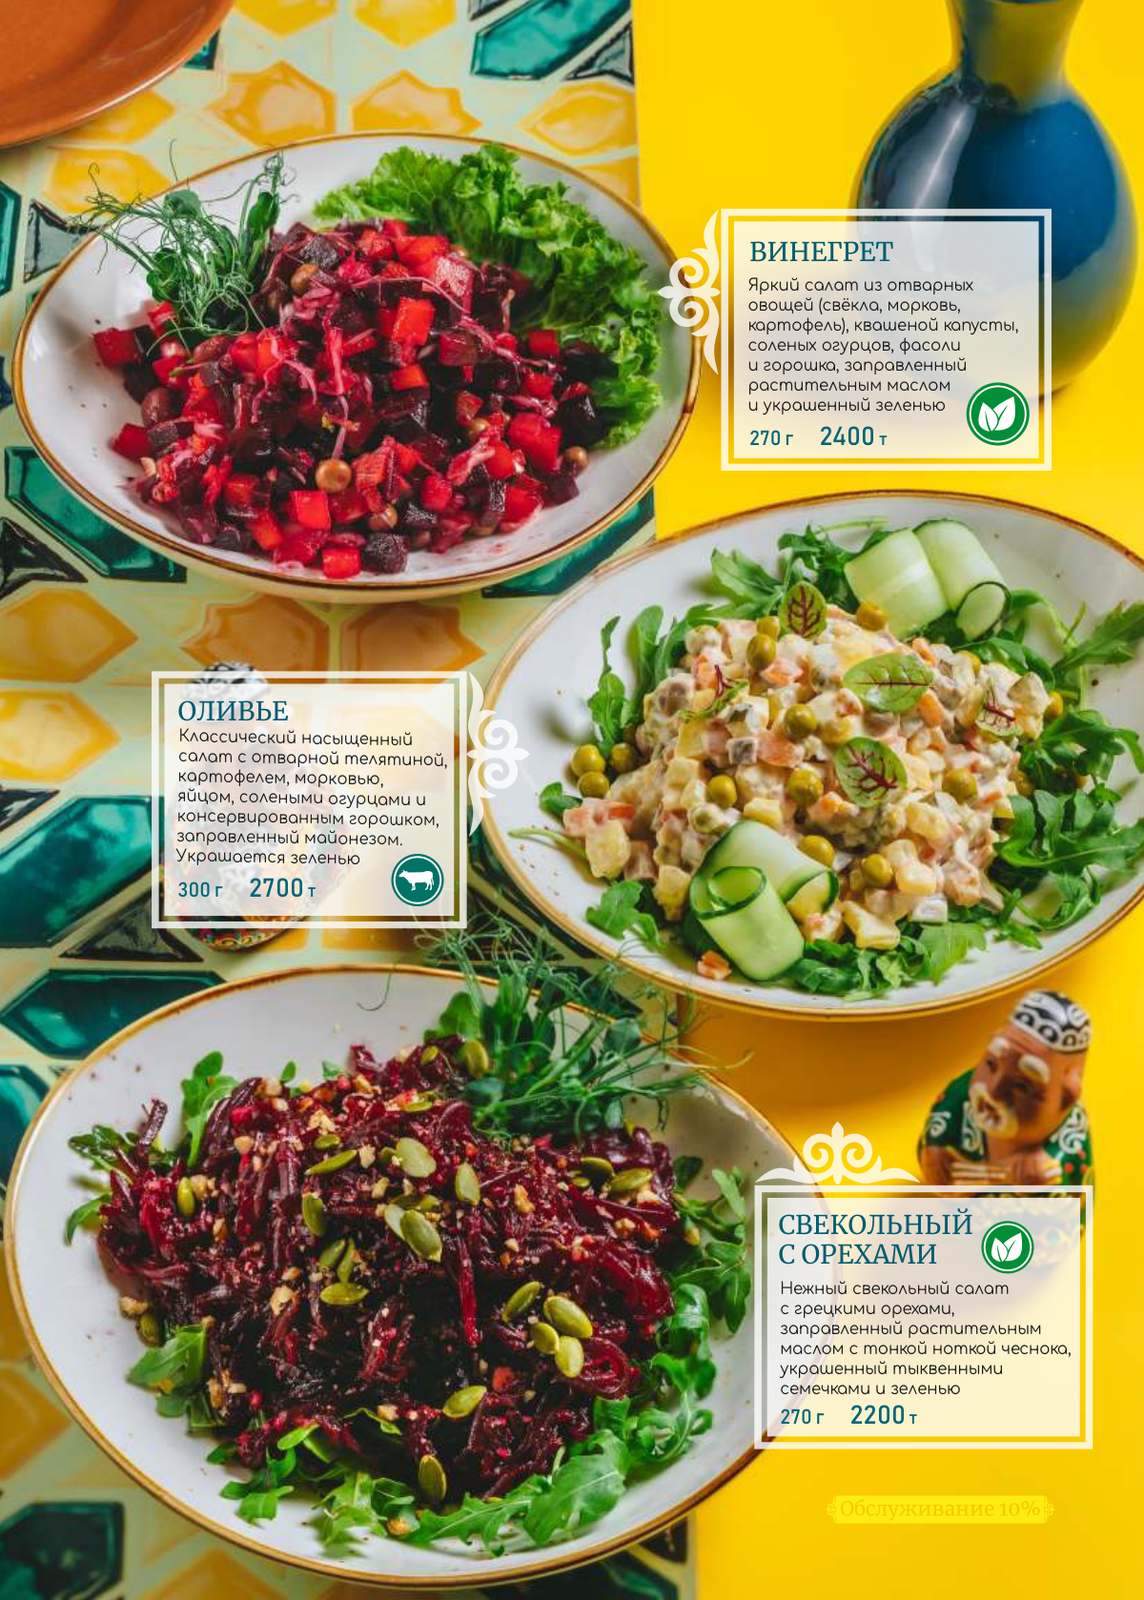 ВИНЕГРЕТ
Яркий салат из отварных
овощей (свёкла, морковь,
картофель), квашеной капусты,
соленых огурцов, фасоли
и горошка, заправленный
растительным маслом
и украшенный зеленью
270 г 2400 т
ОЛИВЬЕ
Классический насыщенный
салат с отварной телятиной,
картофелем, морковью,
яйцом, солеными огурцами и
консервированным горошком,
заправленный майонезом.
Украшается зеленью
300 г 2700 т
СВЕКОЛЬНЫЙ
С ОРЕХАМИ
Нежный свекольный салат
с грецкими орехами,
заправленный растительным
маслом с тонкой ноткой чеснока,
украшенный тыквенными
семечками и зеленью
270 г 2200 т
Обслуживание 10%